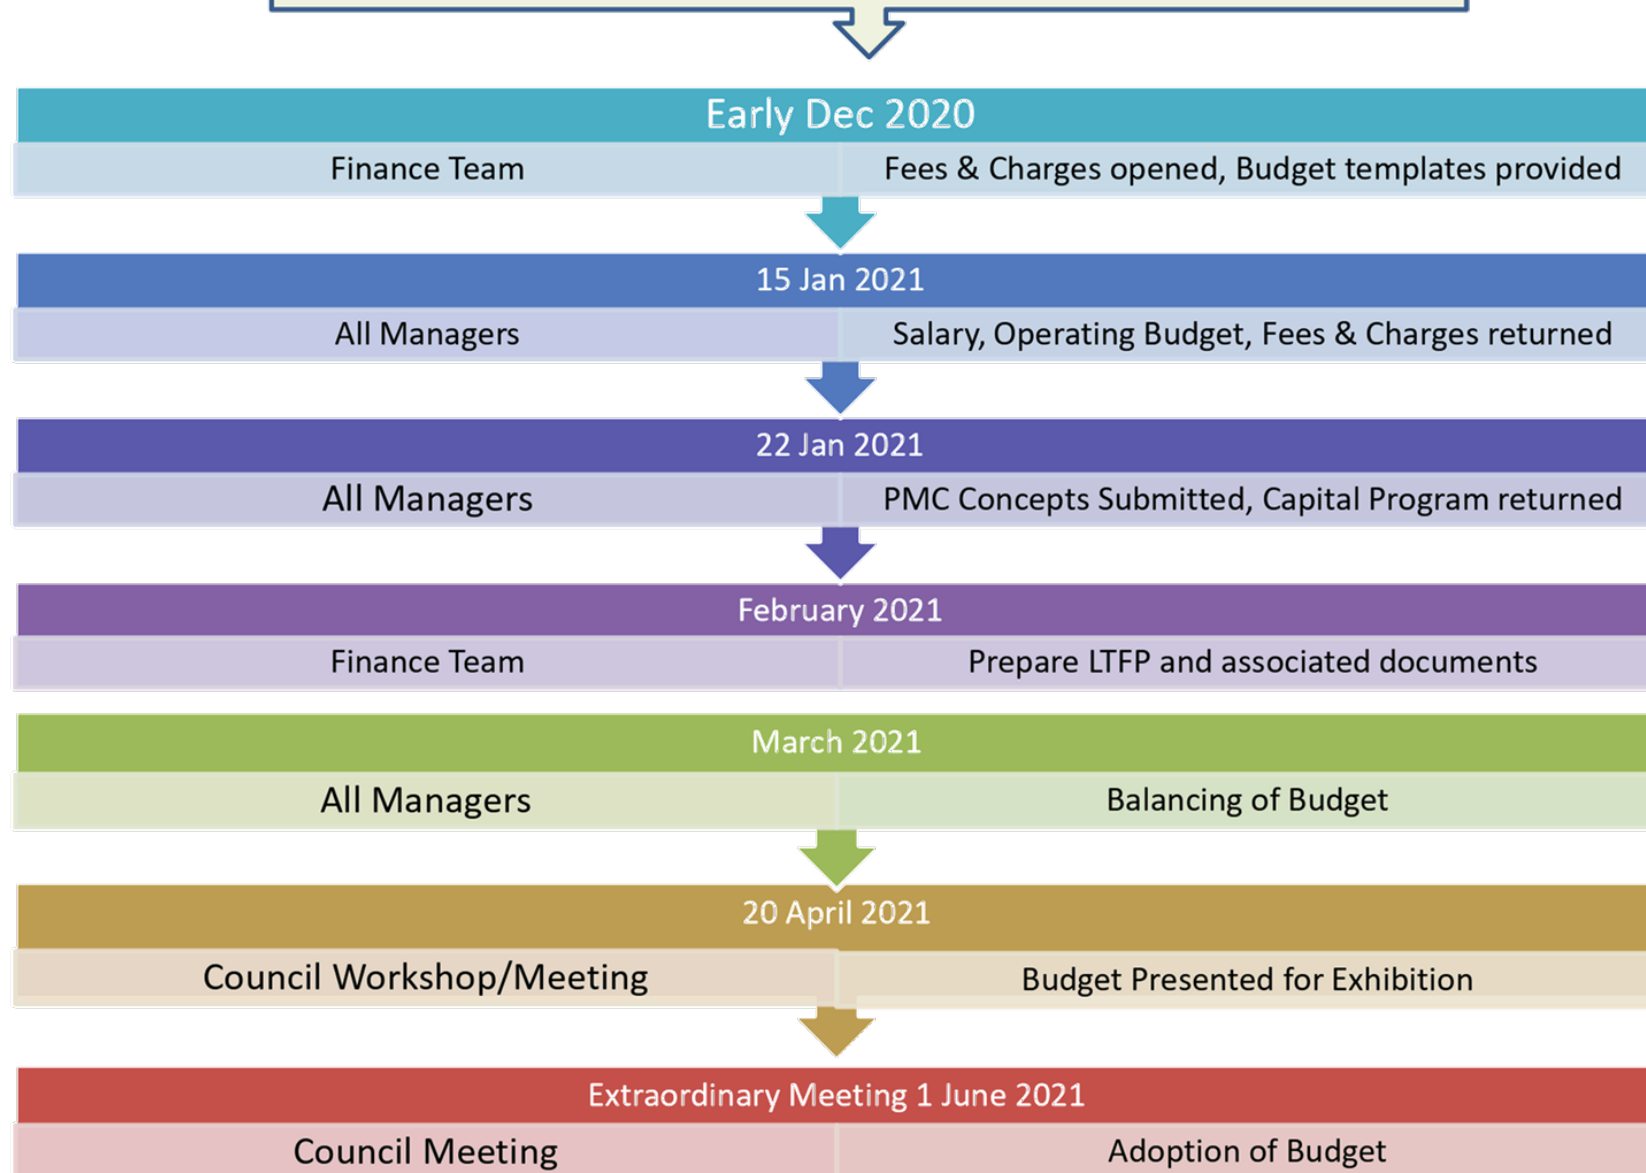 Early Dec 2020
Finance Team
Fees & Charges opened, Budget templates provided
15 Jan 2021
All Managers
Salary, Operating Budget, Fees & Charges returned
22 Jan 2021
All Managers
PMC Concepts Submitted, Capital Program returned
February 2021
Finance Team
Prepare LTFP and associated documents
March 2021
All Managers
Balancing of Budget
20 April 2021
Council Workshop/Meeting
Budget Presented for Exhibition
Extraordinary Meeting 1 June 2021
Council Meeting
Adoption of Budget